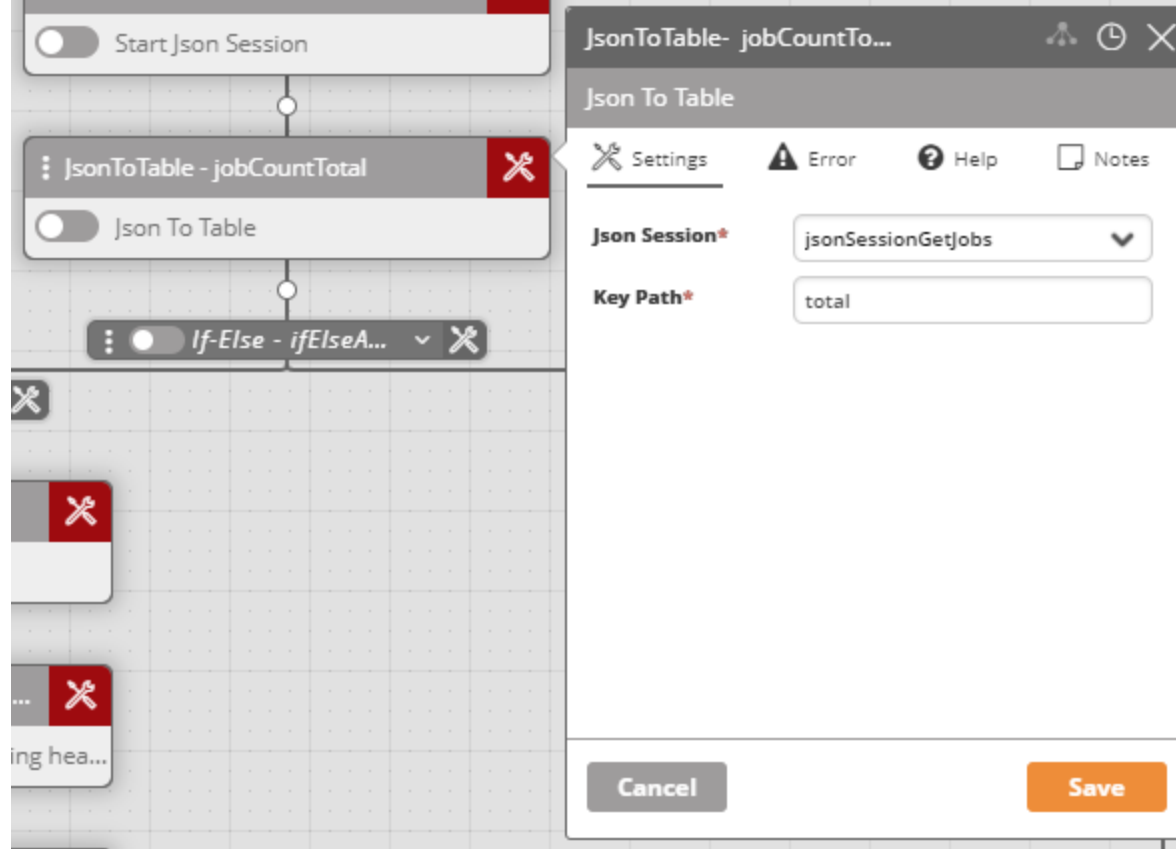 Start Json Session
JsonToTable - jobCountTotal
Json To Table
If-Else - ifElseA...
...
ing hea...
JsonToTable- jobCountTo...
Json To Table
Settings
Error
Help
Notes
Json Session*
jsonSessionGetJobs
Key Path*
total
Cancel
Save